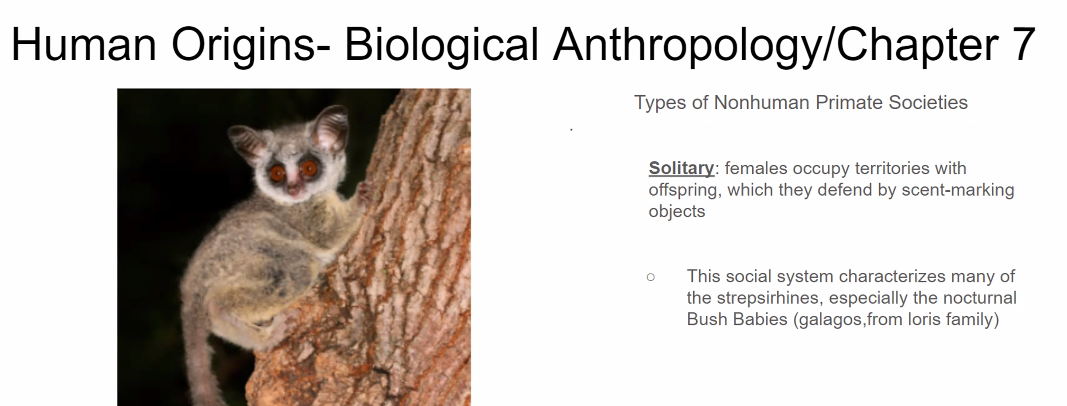 Human Origins- Biological Anthropology/Chapter 7
Types of Nonhuman Primate Societies
.
Solitary: females occupy territories with
offspring, which they defend by scent-marking
objects
○ This social system characterizes many of
the strepsirhines, especially the nocturnal
Bush Babies (galagos,from loris family)